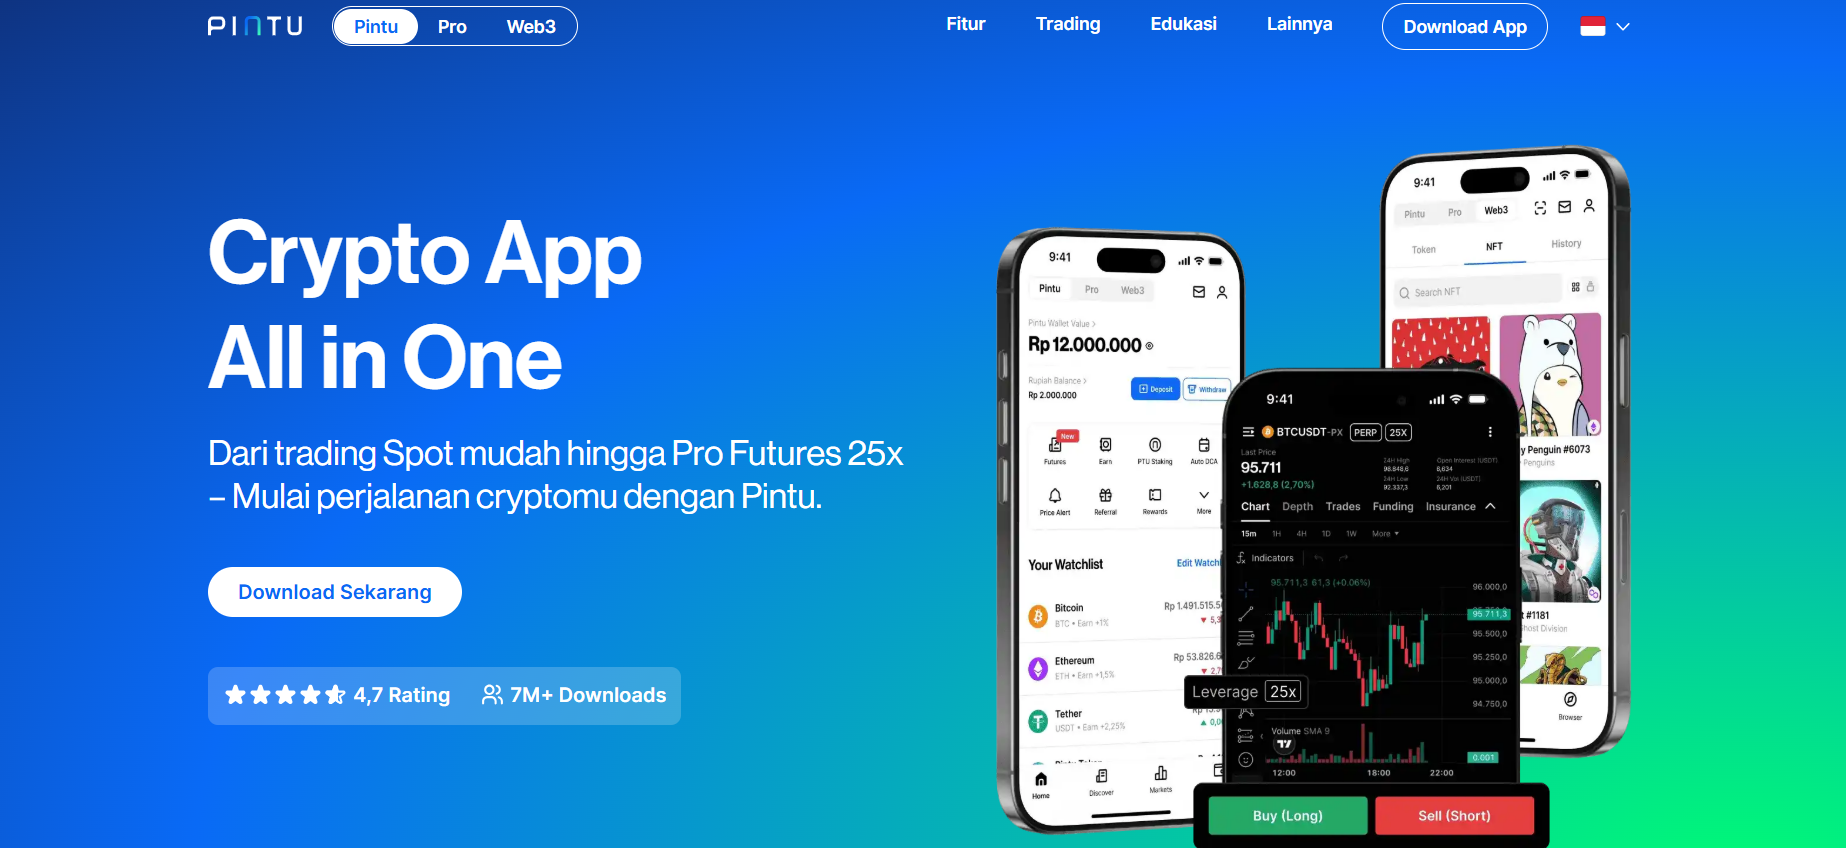 PINTU
Pintu Pro Web3
Fitur Trading Edukasi Lainnya Download App
Crypto App
All in One
Dari trading Spot mudah hingga Pro Futures 25x
– Mulai perjalanan cryptomu dengan Pintu.
Download Sekarang
4,7 Rating 7M+ Downloads
9:41
Pintu Pro Web3
Pintu Wallet Value >
Rp 12.000.000
Rupiah Balance >
Rp 2.000.000
Deposit Withdraw
New
Futures Earn PTU Staking Auto DCA
Price Alert Referral Rewards More
Your Watchlist Edit Watchl
Bitcoin Rp 1.491.515.5
BTC • Earn +1% ▼ 5,3
Ethereum Rp 53.826.6
ETH • Earn +1,5% ▼ 2,7
Tether
USDT • Earn +2,25% ▲ 0,0
Home Discover Markets
9:41
BTCUSDT-PX PERP 25X
Last Price
95.711
+1.628,8 (2,70%)
24H High
96.848,6
24H Low
92.337,3
Open Interest (USDT)
6,634
24H Vol (USDT)
6,201
Chart Depth Trades Funding Insurance
15m 1H 4H 1D 1W More
Indicators
95.711,3 61,3 (+0.06%)
96.000,0
95.711,3
95.500,0
95.250,0
95.000,0
94.750,0
Leverage 25x
Volume SMA 9
0.001
12:00 18:00 22:00
Buy (Long) Sell (Short)
9:41
Pintu Pro Web3
Token NFT History
Search NFT
y Penguin #6073
Penguins
t #1181
host Division
Browser